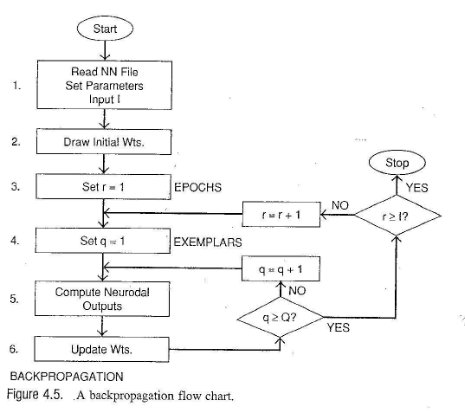 Start
1.
Read NN File
Set Parameters
Input I
2.
Draw Initial Wts.
Stop
3.
Set r = 1
EPOCHS
r = r + 1
NO
YES
r ≥ I?
4.
Set q = 1
EXEMPLARS
q = q + 1
NO
5.
Compute Neurodal
Outputs
q ≥ Q?
YES
6.
Update Wts.
BACKPROPAGATION
Figure 4.5. A backpropagation flow chart.